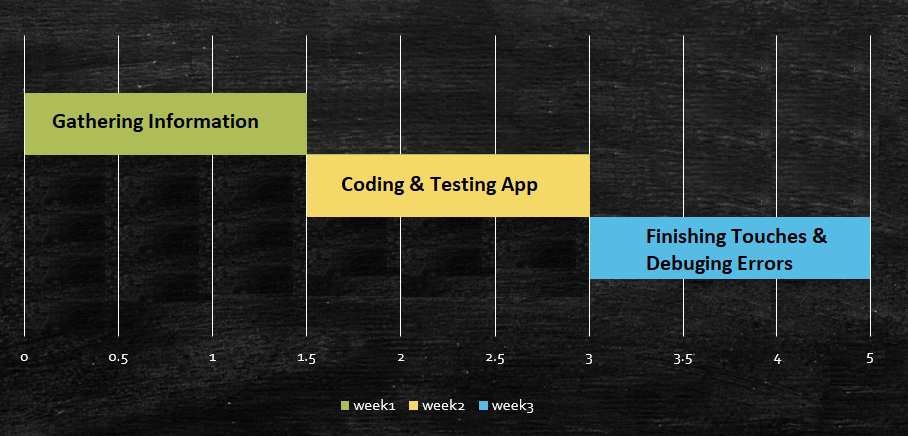 Gathering Information
Coding & Testing App
Finishing Touches &
Debuging Errors
0 0.5 1 1.5 2 2.5 3 3.5 4 5
week1 week2 week3